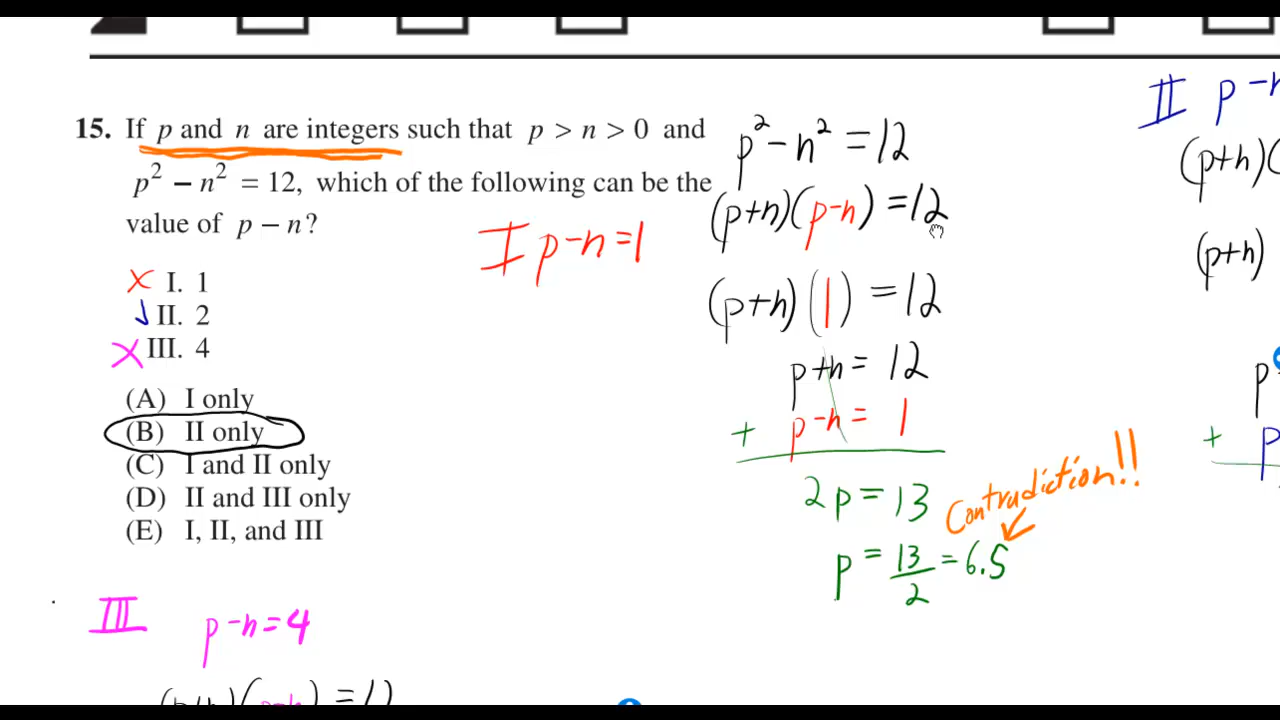 15. If p and n are integers such that p > n > 0 and
p² − n² = 12, which of the following can be the
value of p − n?
X I. 1
II. 2
X III. 4
(A) I only
(B) II only
(C) I and II only
(D) II and III only
(E) I, II, and III
I p-n=1
p² - n² = 12
(p+n)(p-n) = 12
(p+n)(1) = 12
p+n = 12
+ p-n = 1
2p = 13
p = 13/2 = 6.5
Contradiction!!
II p-n
(p+n)(
(p+n)
p
+ p
III p-n=4